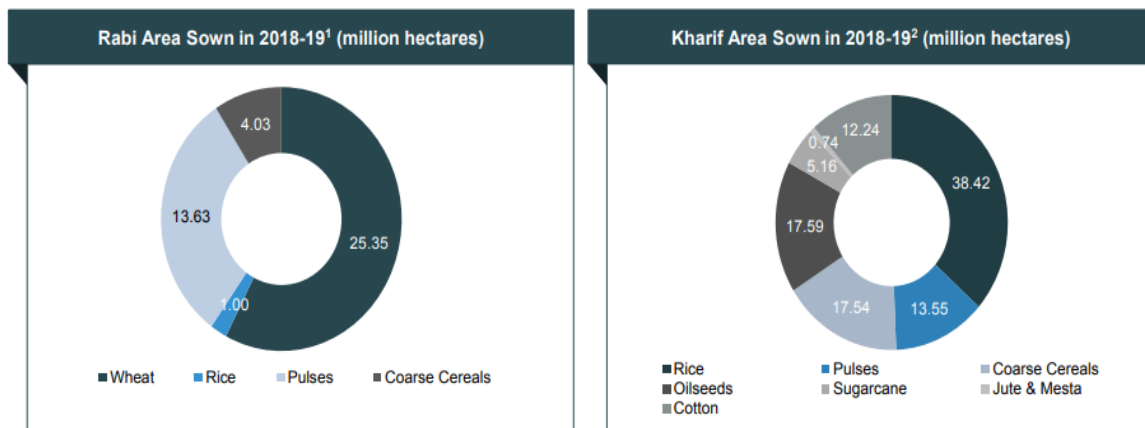 Rabi Area Sown in 2018-19¹ (million hectares)
4.03
13.63
25.35
1.00
Wheat Rice Pulses Coarse Cereals
Kharif Area Sown in 2018-19² (million hectares)
12.24
0.74
5.16
38.42
17.59
17.54
13.55
Rice Pulses Coarse Cereals
Oilseeds Sugarcane Jute & Mesta
Cotton